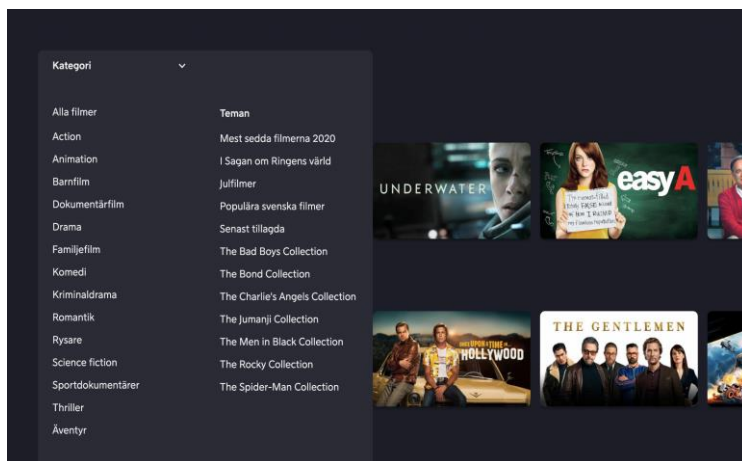 Kategori
Alla filmer
Action
Animation
Barnfilm
Dokumentärfilm
Drama
Familjefilm
Komedi
Kriminaldrama
Romantik
Rysare
Science fiction
Sportdokumentärer
Thriller
Äventyr
Teman
Mest sedda filmerna 2020
I Sagan om Ringens värld
Julfilmer
Populära svenska filmer
Senast tillagda
The Bad Boys Collection
The Bond Collection
The Charlie's Angels Collection
The Jumanji Collection
The Men in Black Collection
The Rocky Collection
The Spider-Man Collection
UNDERWATER
easy A
ONCE UPON A TIME IN...
HOLLYWOOD
THE GENTLEMEN